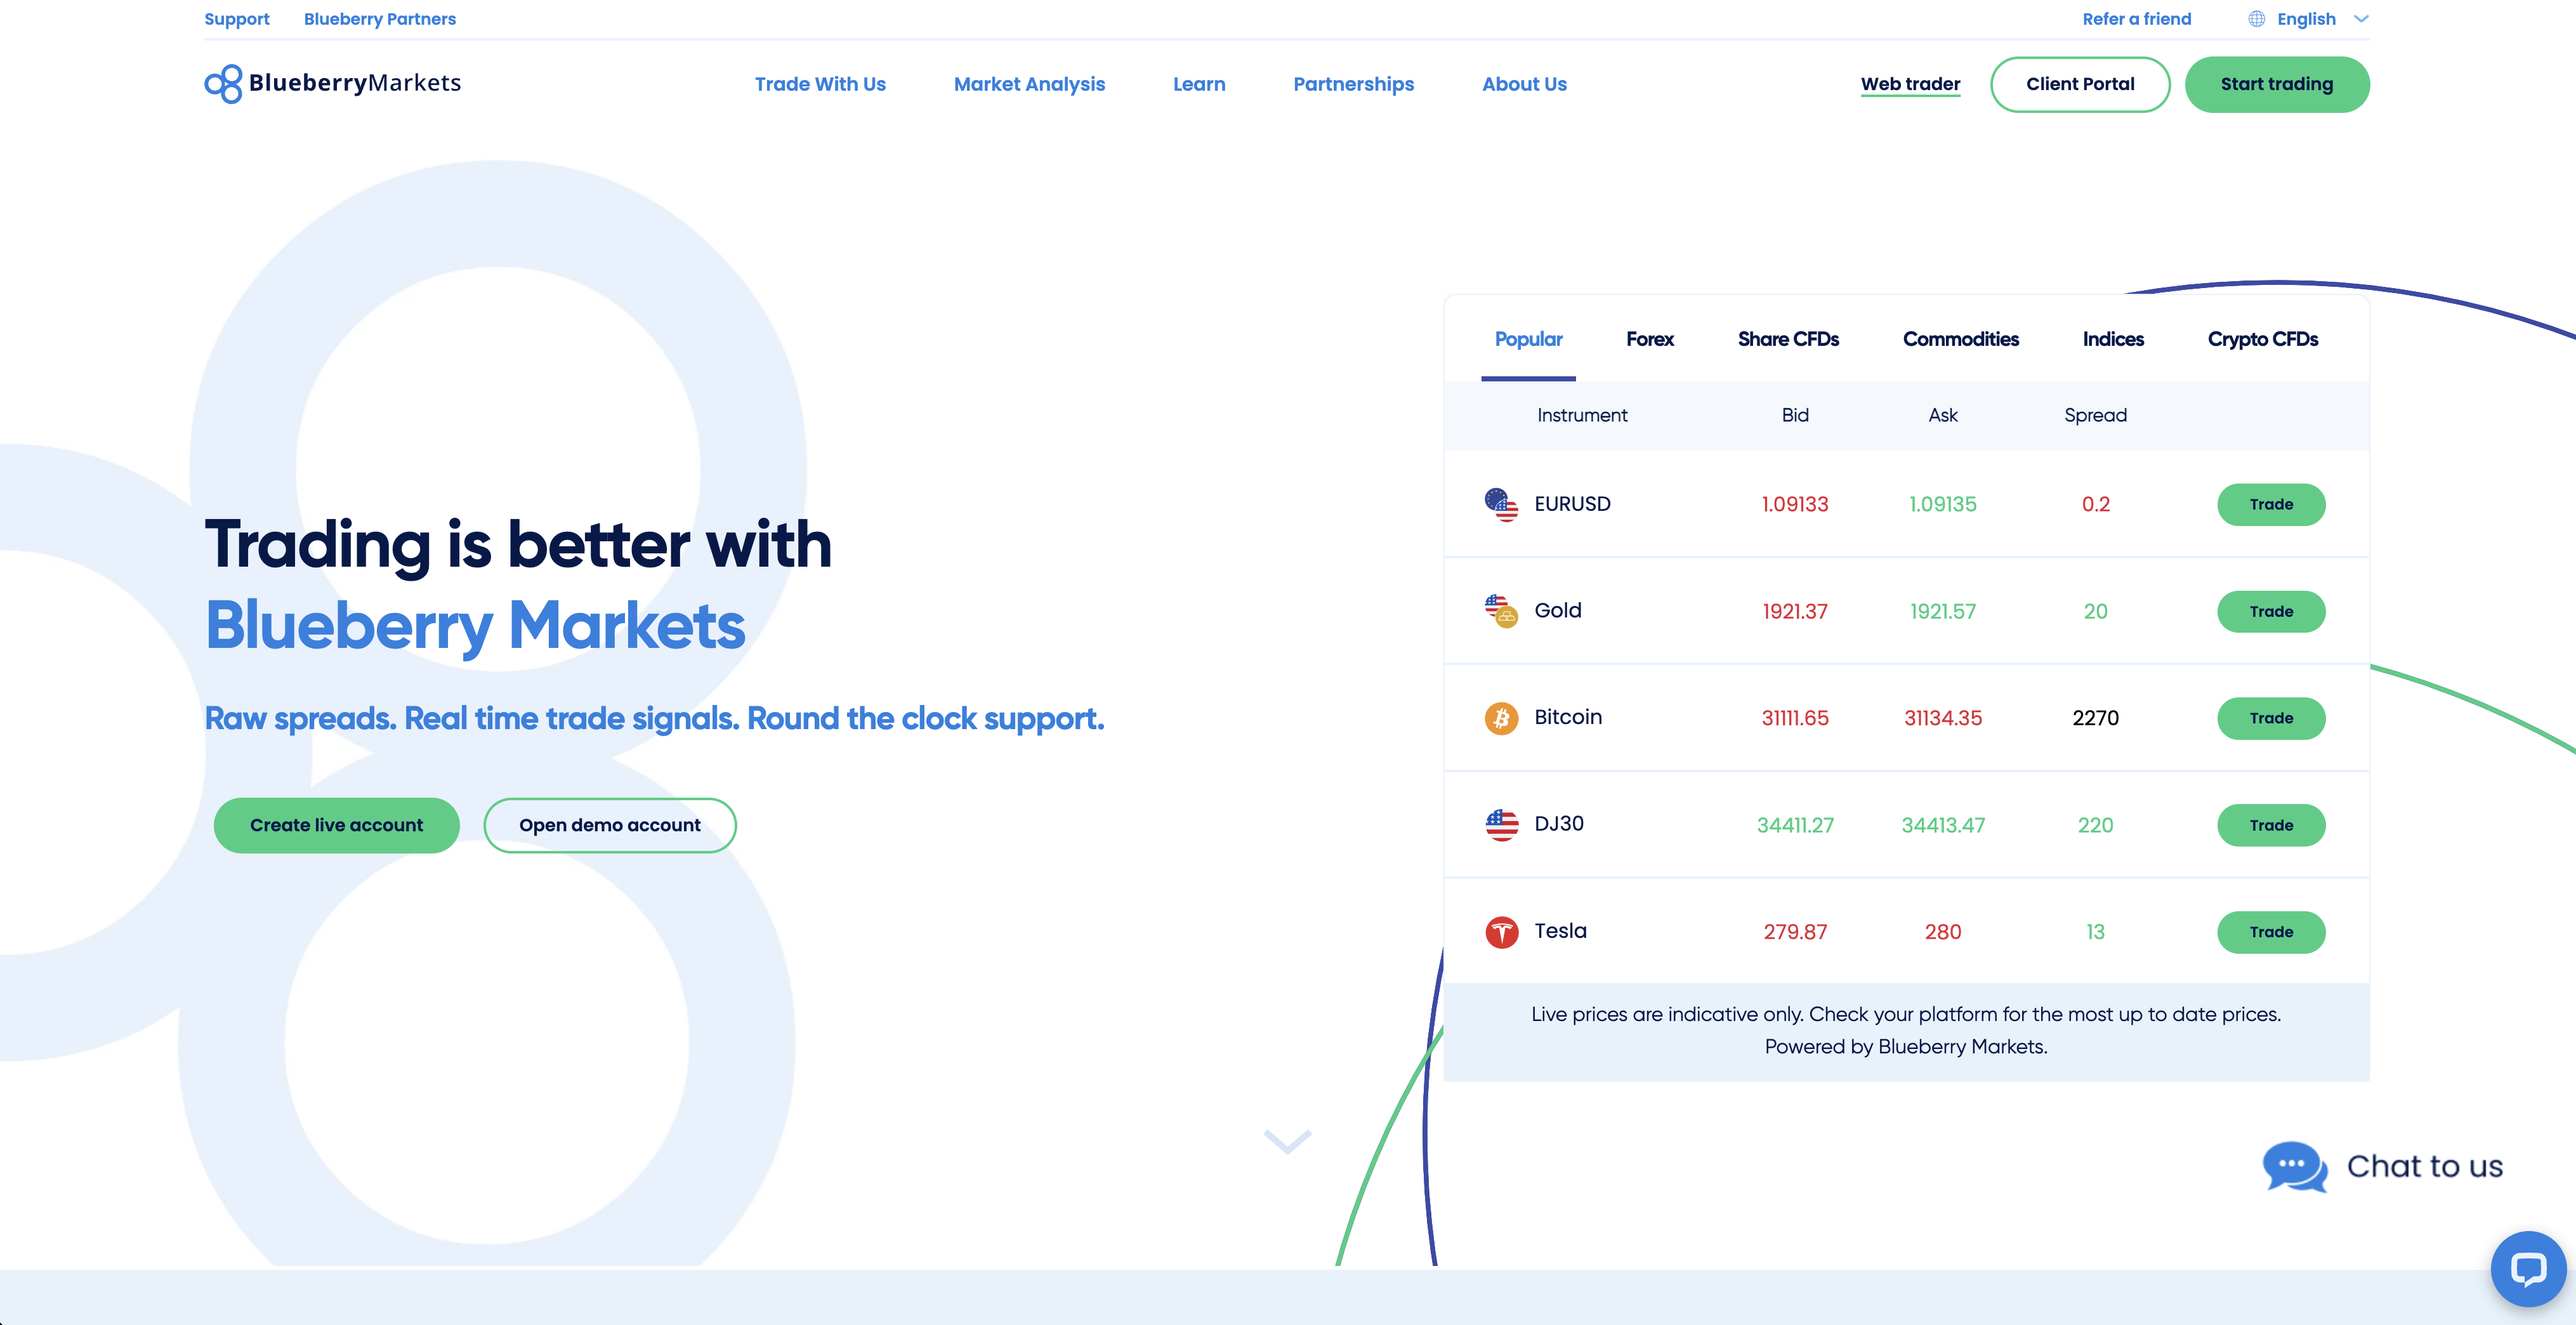 Support Blueberry Partners Refer a friend English
BlueberryMarkets Trade With Us Market Analysis Learn Partnerships About Us Web trader Client Portal Start trading
Trading is better with
Blueberry Markets
Raw spreads. Real time trade signals. Round the clock support.
Create live account Open demo account
Popular Forex Share CFDs Commodities Indices Crypto CFDs
Instrument Bid Ask Spread
EURUSD 1.09133 1.09135 0.2 Trade
Gold 1921.37 1921.57 20 Trade
Bitcoin 31111.65 31134.35 2270 Trade
DJ30 34411.27 34413.47 220 Trade
Tesla 279.87 280 13 Trade
Live prices are indicative only. Check your platform for the most up to date prices.
Powered by Blueberry Markets.
Chat to us